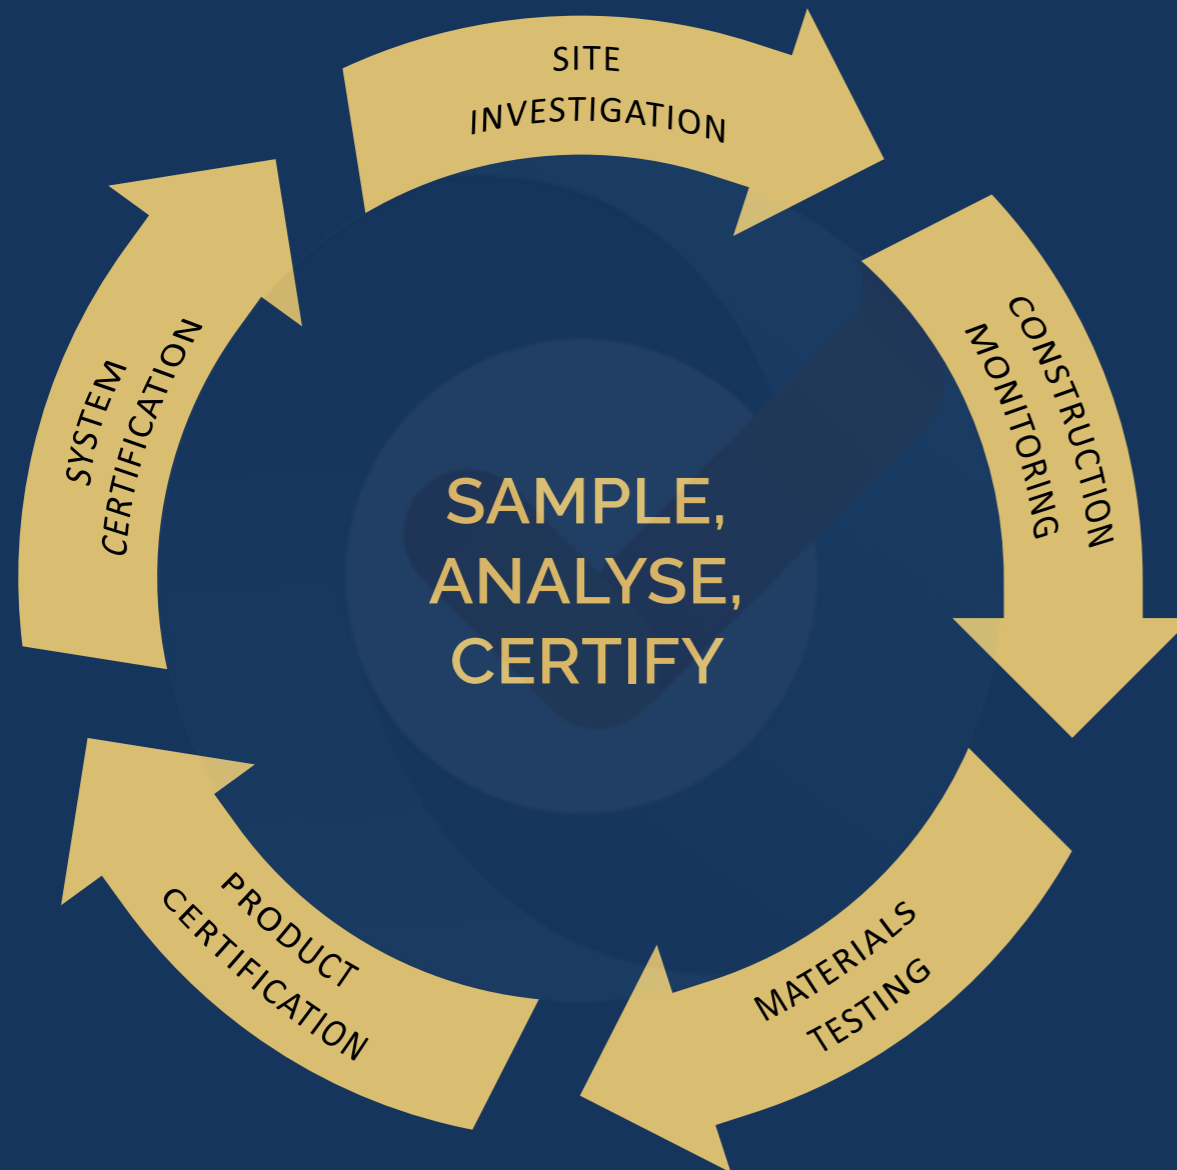 SITE
INVESTIGATION
CONSTRUCTION
MONITORING
MATERIALS
TESTING
PRODUCT
CERTIFICATION
SYSTEM
CERTIFICATION
SAMPLE,
ANALYSE,
CERTIFY